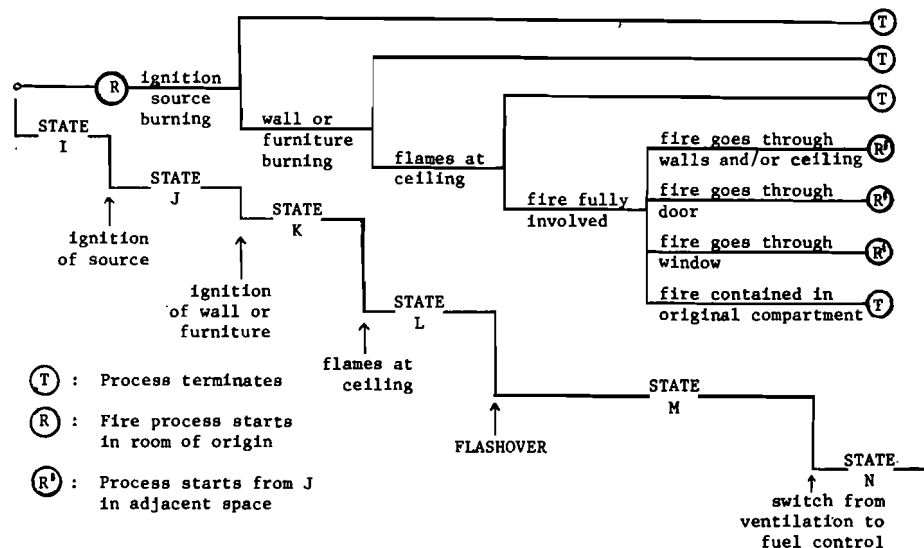 T
T
R
ignition
source
burning
T
wall or
furniture
burning
flames at
ceiling
fire fully
involved
fire goes through
walls and/or ceiling
R'
fire goes through
door
R'
fire goes through
window
R'
fire contained in
original compartment
T
STATE
I
ignition
of source
STATE
J
ignition
of wall or
furniture
STATE
K
flames at
ceiling
STATE
L
FLASHOVER
STATE
M
switch from
ventilation to
fuel control
STATE
N
T : Process terminates
R : Fire process starts
in room of origin
R' : Process starts from J
in adjacent space